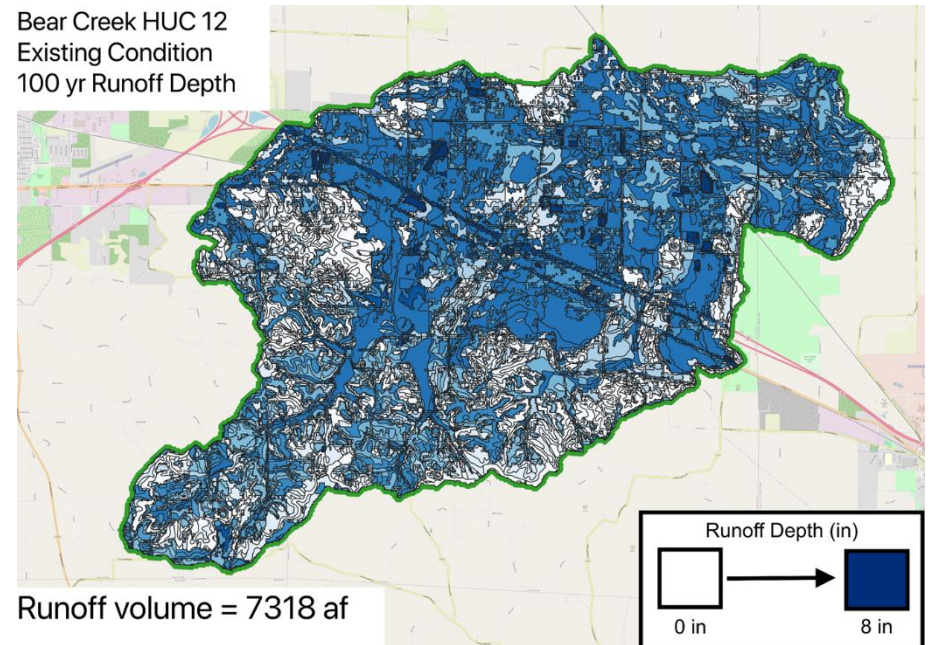 Bear Creek HUC 12
Existing Condition
100 yr Runoff Depth
Runoff volume = 7318 af
Runoff Depth (in)
0 in
8 in